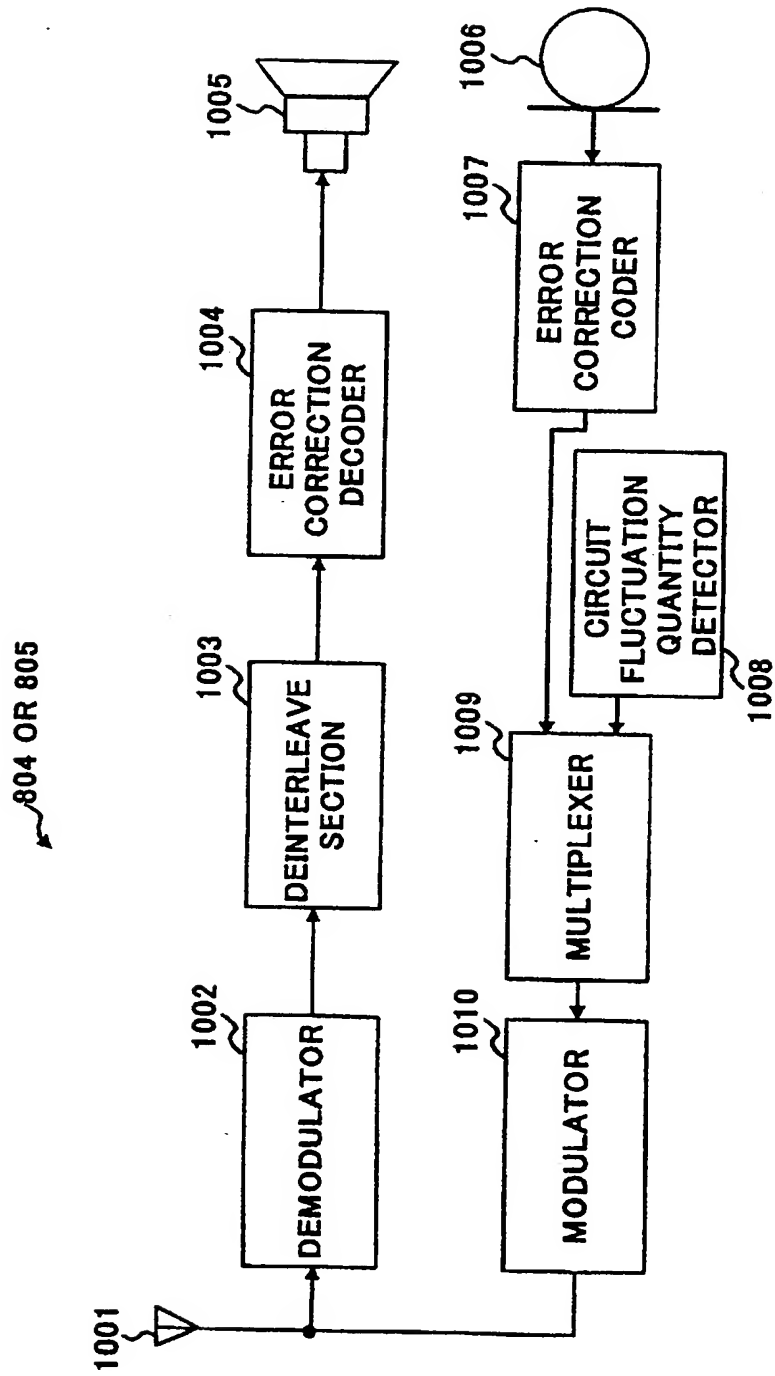 804 OR 805
1001
1002
DEMODULATOR
1003
DEINTERLEAVE
SECTION
1004
ERROR
CORRECTION
DECODER
1005
1010
MODULATOR
1009
MULTIPLEXER
CIRCUIT
FLUCTUATION
QUANTITY
DETECTOR
1008
1007
ERROR
CORRECTION
CODER
1006